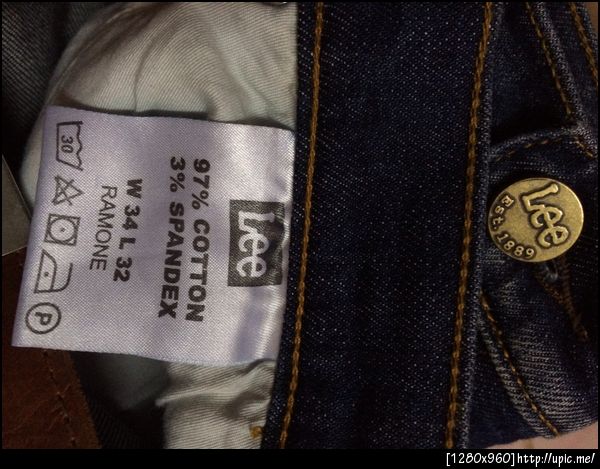 Lee
97% COTTON
3% SPANDEX
W 34 L 32
RAMONE
30
P
Lee
Est. 1889
[1280x960]http://upic.me/